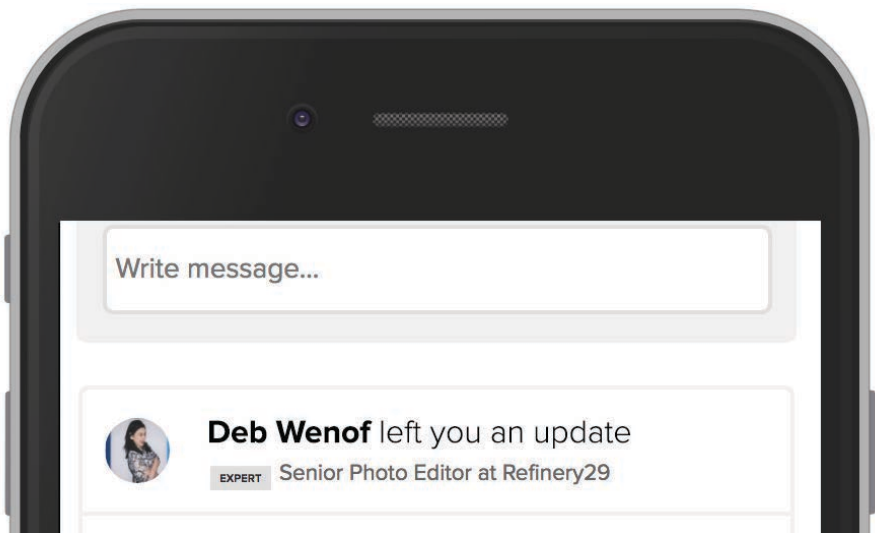 Write message...
Deb Wenof left you an update
EXPERT Senior Photo Editor at Refinery29